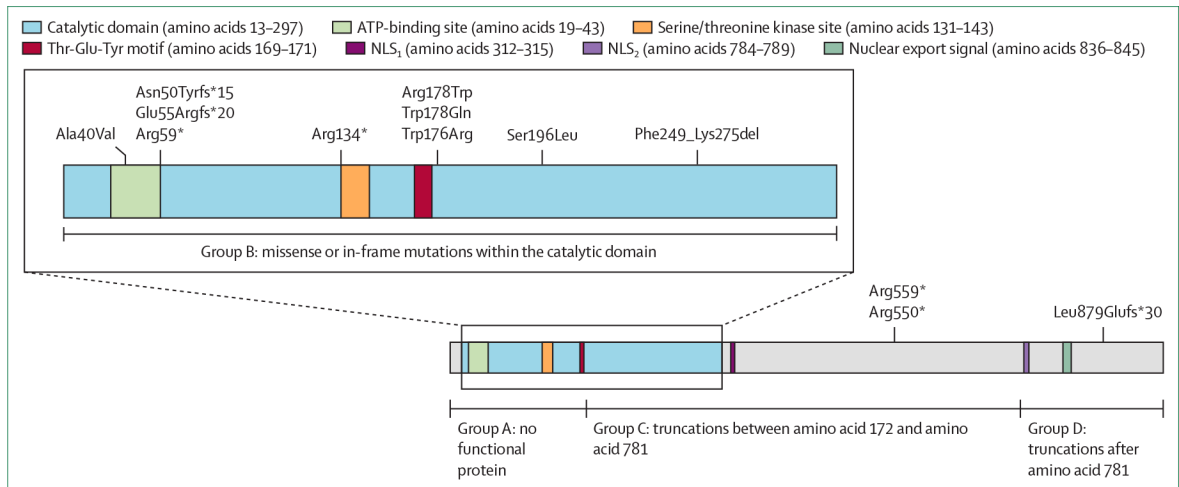 Catalytic domain (amino acids 13–297)
ATP-binding site (amino acids 19–43)
Serine/threonine kinase site (amino acids 131–143)
Thr-Glu-Tyr motif (amino acids 169–171)
NLS₁ (amino acids 312–315)
NLS₂ (amino acids 784–789)
Nuclear export signal (amino acids 836–845)
Ala40Val
Asn50Tyrfs*15
Glu55Argfs*20
Arg59*
Arg134*
Arg178Trp
Trp178Gln
Trp176Arg
Ser196Leu
Phe249_Lys275del
Group B: missense or in-frame mutations within the catalytic domain
Arg559*
Arg550*
Leu879Glufs*30
Group A: no
functional
protein
Group C: truncations between amino acid 172 and amino
acid 781
Group D:
truncations after
amino acid 781